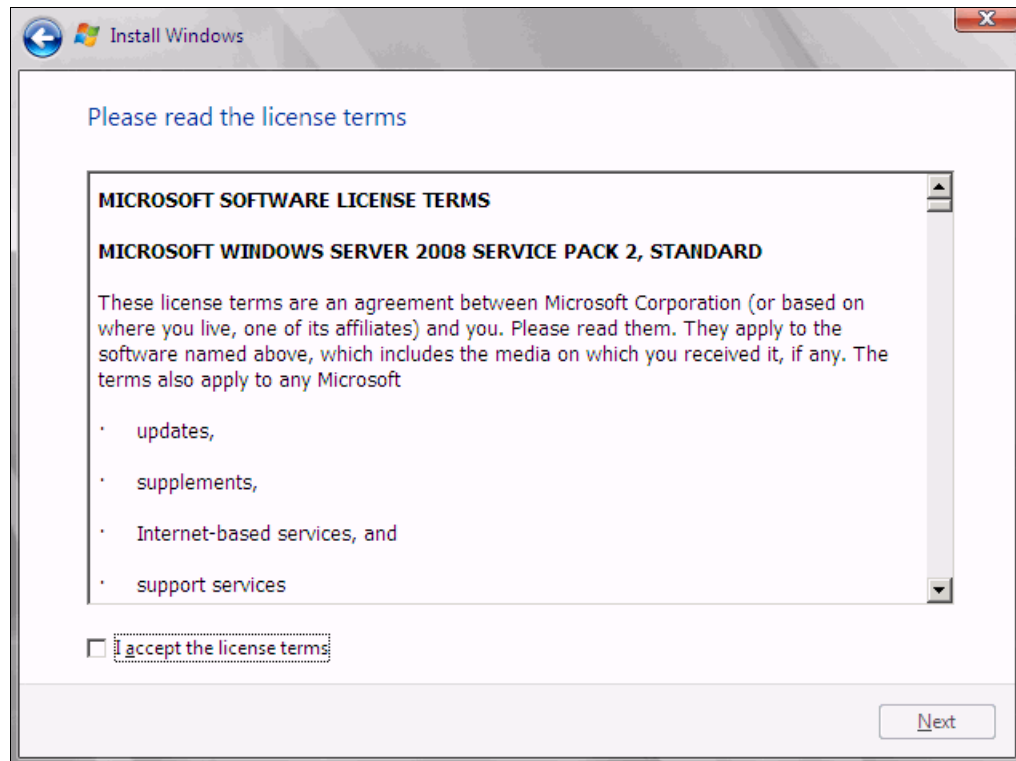 Install Windows
Please read the license terms
MICROSOFT SOFTWARE LICENSE TERMS
MICROSOFT WINDOWS SERVER 2008 SERVICE PACK 2, STANDARD
These license terms are an agreement between Microsoft Corporation (or based on
where you live, one of its affiliates) and you. Please read them. They apply to the
software named above, which includes the media on which you received it, if any. The
terms also apply to any Microsoft
· updates,
· supplements,
· Internet-based services, and
· support services
I accept the license terms
Next